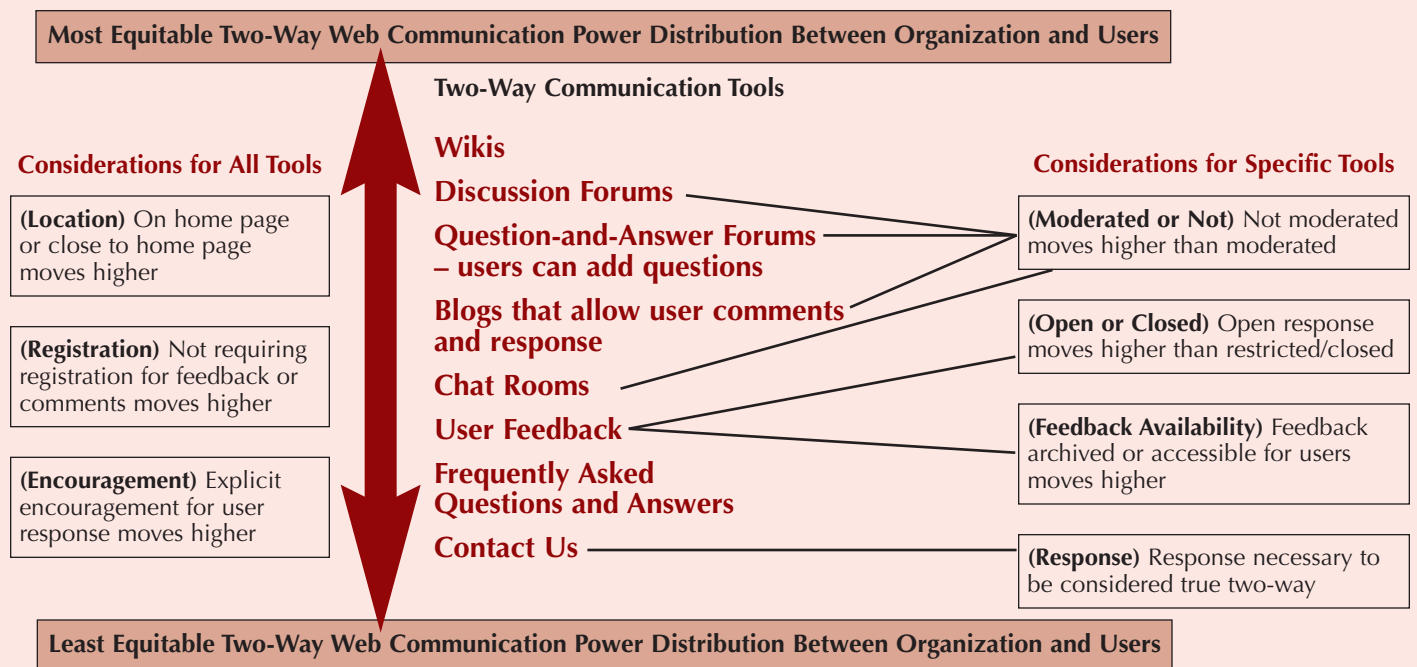 Most Equitable Two-Way Web Communication Power Distribution Between Organization and Users
Two-Way Communication Tools
Considerations for All Tools
(Location) On home page
or close to home page
moves higher
(Registration) Not requiring
registration for feedback or
comments moves higher
(Encouragement) Explicit
encouragement for user
response moves higher
Wikis
Discussion Forums
Question-and-Answer Forums
– users can add questions
Blogs that allow user comments
and response
Chat Rooms
User Feedback
Frequently Asked
Questions and Answers
Contact Us
Considerations for Specific Tools
(Moderated or Not) Not moderated
moves higher than moderated
(Open or Closed) Open response
moves higher than restricted/closed
(Feedback Availability) Feedback
archived or accessible for users
moves higher
(Response) Response necessary to
be considered true two-way
Least Equitable Two-Way Web Communication Power Distribution Between Organization and Users